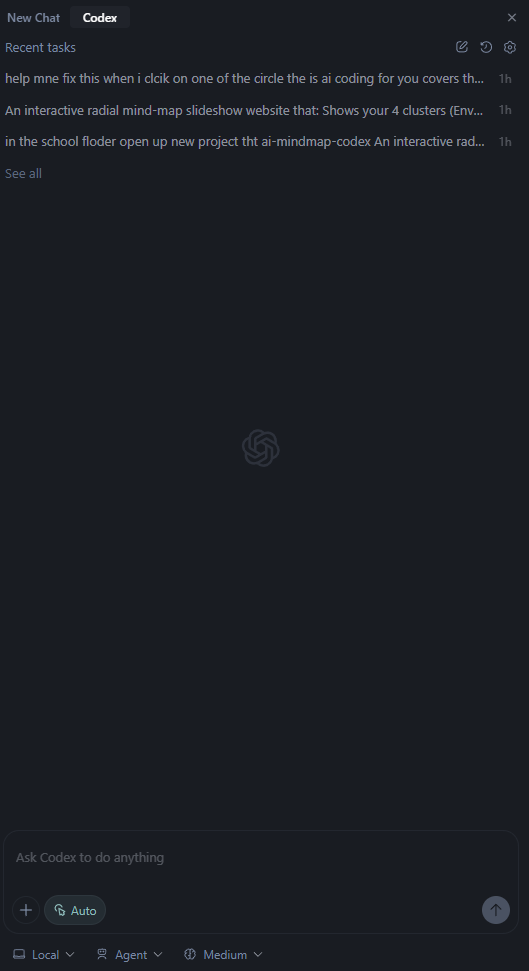 New Chat Codex
Recent tasks
help mne fix this when i clcik on one of the circle the is ai coding for you covers th... 1h
An interactive radial mind-map slideshow website that: Shows your 4 clusters (Env... 1h
in the school floder open up new project tht ai-mindmap-codex An interactive rad... 1h
See all
Ask Codex to do anything
Auto
Local Agent Medium